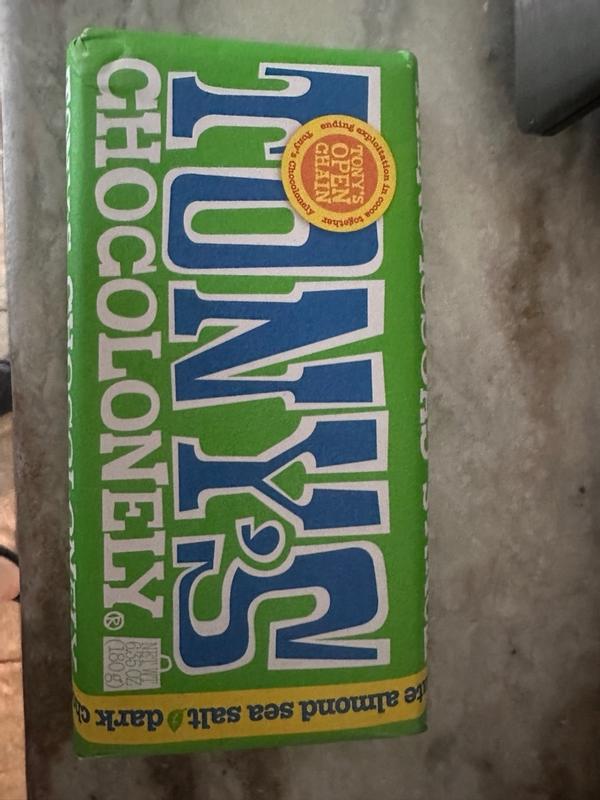 TONY'S
CHOCOLONELY®
ending exploitation in cocoa together
Tony's Chocolonely
TONY'S
OPEN
CHAIN
NET WT
6.35 OZ
(180g)
almond sea salt dark